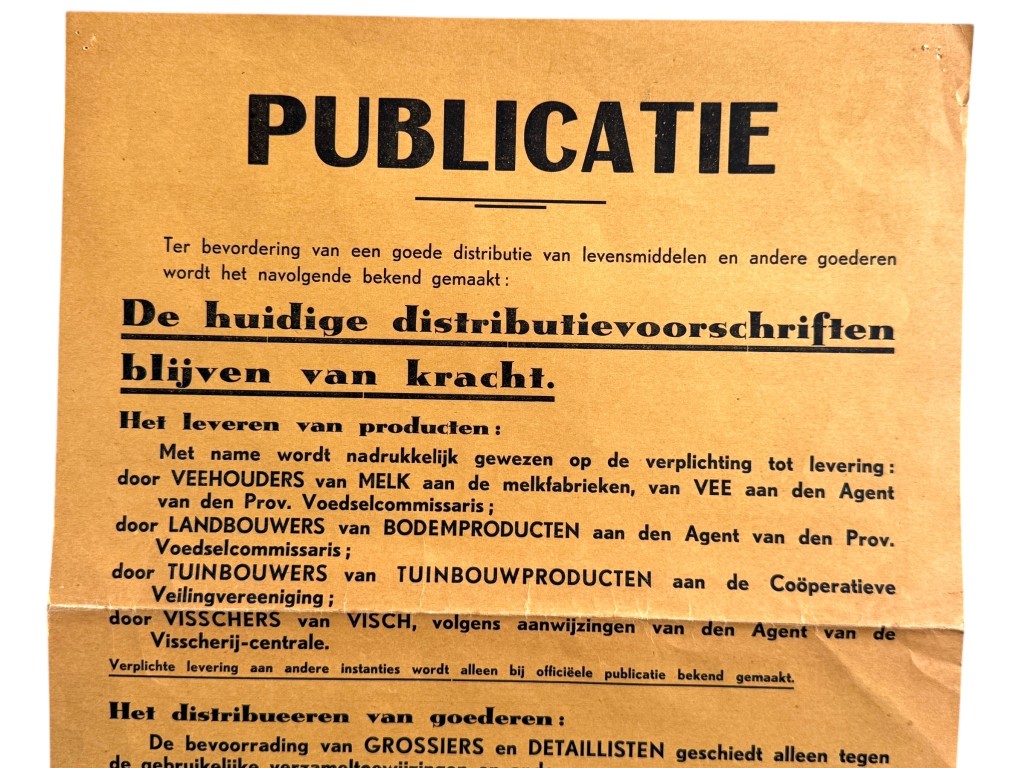 PUBLICATIE
Ter bevordering van een goede distributie van levensmiddelen en andere goederen
wordt het navolgende bekend gemaakt:
De huidige distributievoorschriften
blijven van kracht.
Het leveren van producten:
Met name wordt nadrukkelijk gewezen op de verplichting tot levering:
door VEEHOUDERS van MELK aan de melkfabrieken, van VEE aan den Agent
van den Prov. Voedselcommissaris;
door LANDBOUWERS van BODEMPRODUCTEN aan den Agent van den Prov.
Voedselcommissaris;
door TUINBOUWERS van TUINBOUWPRODUCTEN aan de Coöperatieve
Veilingvereeniging;
door VISSCHERS van VISCH, volgens aanwijzingen van den Agent van de
Visscherij-centrale.
Verplichte levering aan andere instanties wordt alleen bij officiëele publicatie bekend gemaakt.
Het distribueeren van goederen:
De bevoorrading van GROSSIERS en DETAILLISTEN geschiedt alleen tegen
de gebruikelijke verzameltoewijzingen en